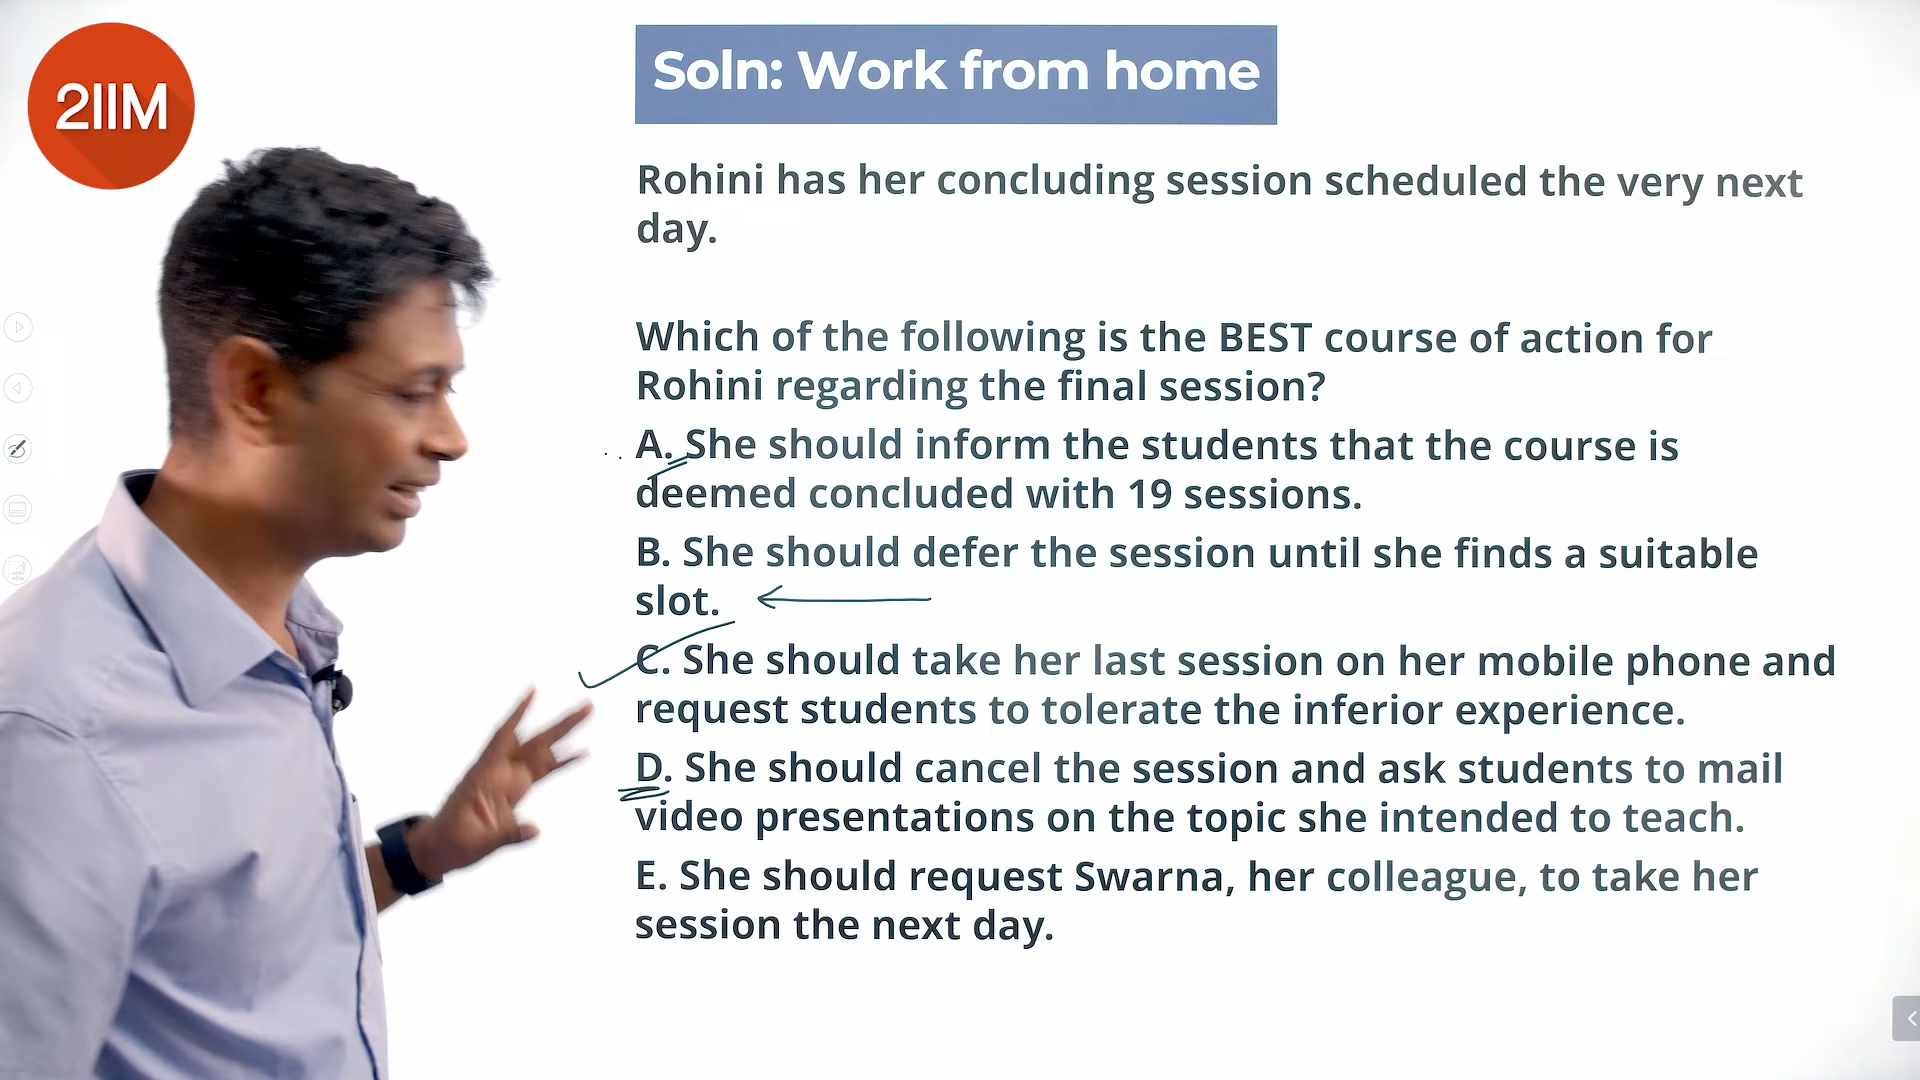 2IIM
Soln: Work from home
Rohini has her concluding session scheduled the very next
day.
Which of the following is the BEST course of action for
Rohini regarding the final session?
A. She should inform the students that the course is
deemed concluded with 19 sessions.
B. She should defer the session until she finds a suitable
slot.
C. She should take her last session on her mobile phone and
request students to tolerate the inferior experience.
D. She should cancel the session and ask students to mail
video presentations on the topic she intended to teach.
E. She should request Swarna, her colleague, to take her
session the next day.